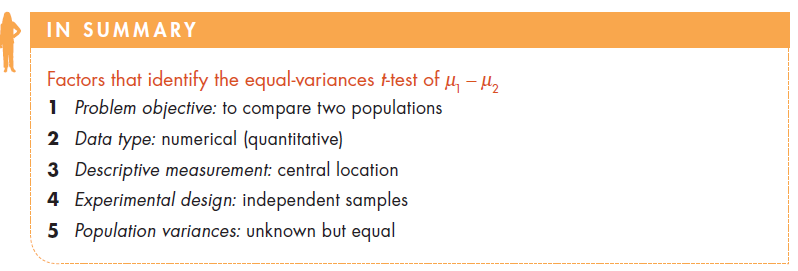 IN SUMMARY
Factors that identify the equal-variances t-test of μ₁ – μ₂
1 Problem objective: to compare two populations
2 Data type: numerical (quantitative)
3 Descriptive measurement: central location
4 Experimental design: independent samples
5 Population variances: unknown but equal